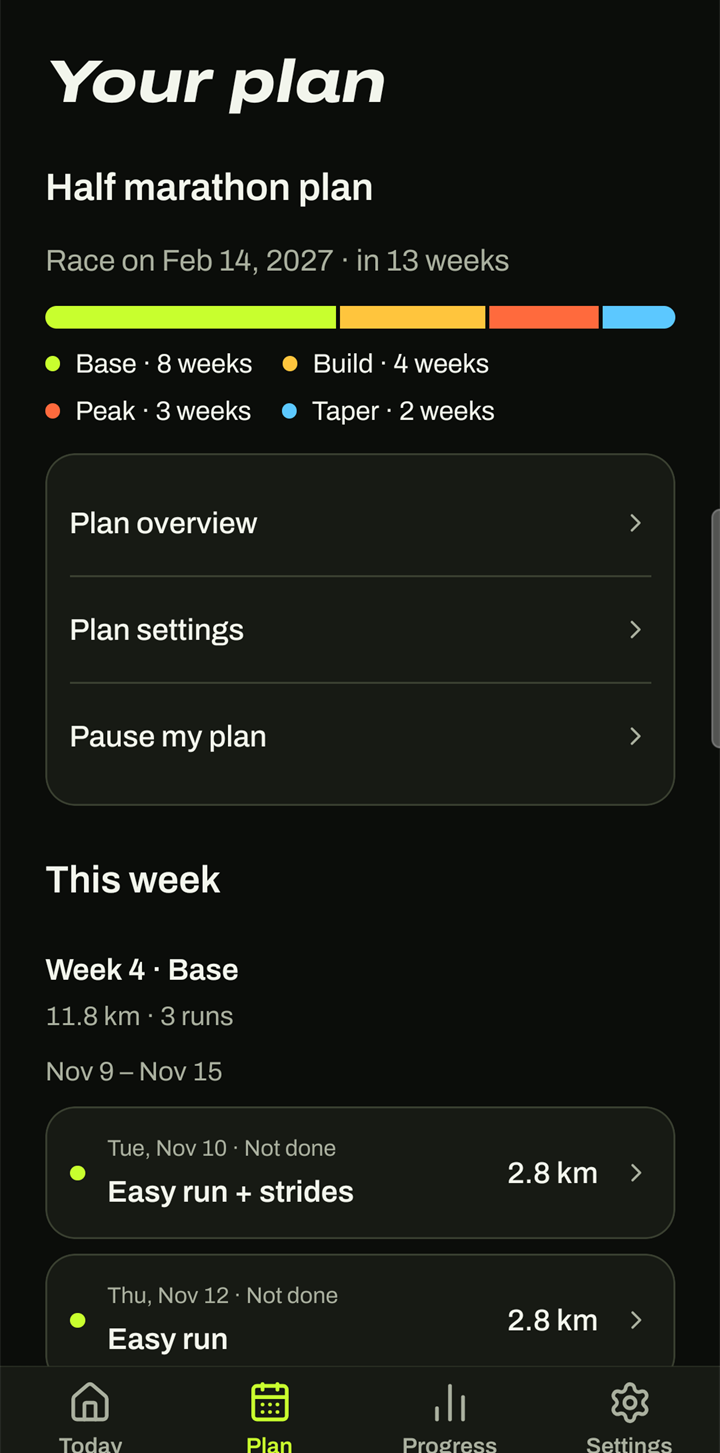 Your plan
Half marathon plan
Race on Feb 14, 2027 · in 13 weeks
Base · 8 weeks
Build · 4 weeks
Peak · 3 weeks
Taper · 2 weeks
Plan overview
Plan settings
Pause my plan
This week
Week 4 · Base
11.8 km · 3 runs
Nov 9 – Nov 15
Tue, Nov 10 · Not done
Easy run + strides
2.8 km
Thu, Nov 12 · Not done
Easy run
2.8 km
Today
Plan
Progress
Settings